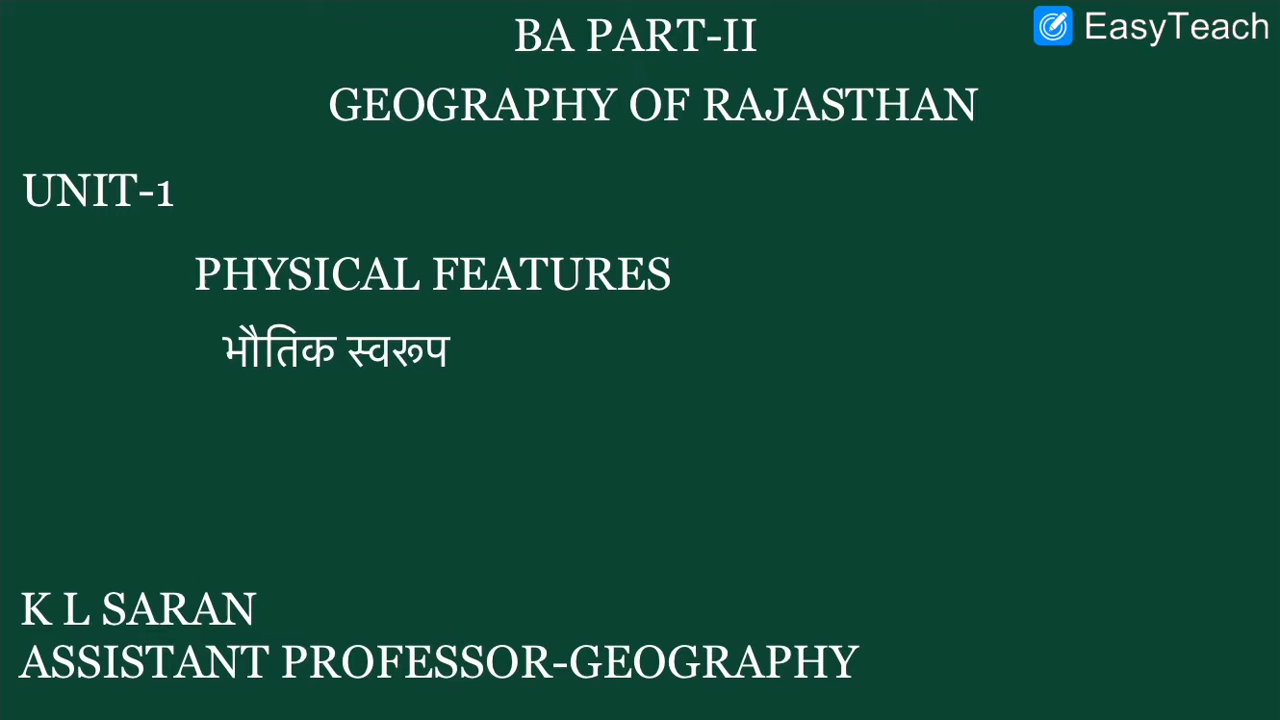 BA PART-II
EasyTeach
GEOGRAPHY OF RAJASTHAN
UNIT-1
PHYSICAL FEATURES
भौतिक स्वरूप
K L SARAN
ASSISTANT PROFESSOR-GEOGRAPHY